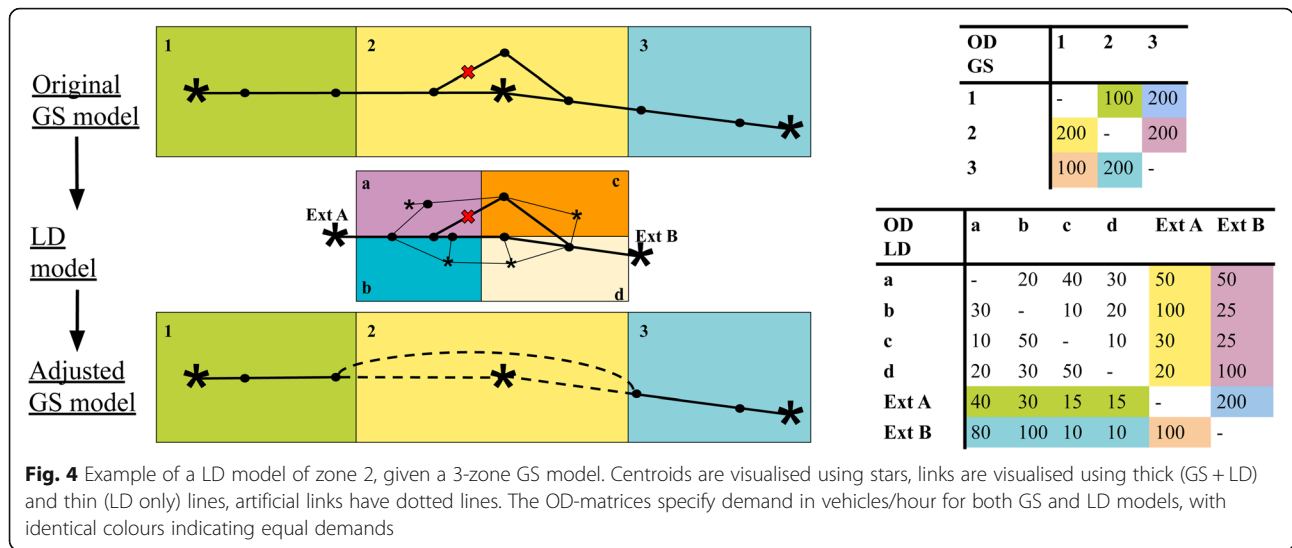 Original
GS model
LD
model
Adjusted
GS model
1 2 3
a c
Ext A
Ext B
b d
1 2 3
OD 1 2 3
GS
1 - 100 200
2 200 - 200
3 100 200 -
OD a b c d Ext A Ext B
LD
a - 20 40 30 50 50
b 30 - 10 20 100 25
c 10 50 - 10 30 25
d 20 30 50 - 20 100
Ext A 40 30 15 15 - 200
Ext B 80 100 10 10 100 -
Fig. 4 Example of a LD model of zone 2, given a 3-zone GS model. Centroids are visualised using stars, links are visualised using thick (GS + LD)
and thin (LD only) lines, artificial links have dotted lines. The OD-matrices specify demand in vehicles/hour for both GS and LD models, with
identical colours indicating equal demands